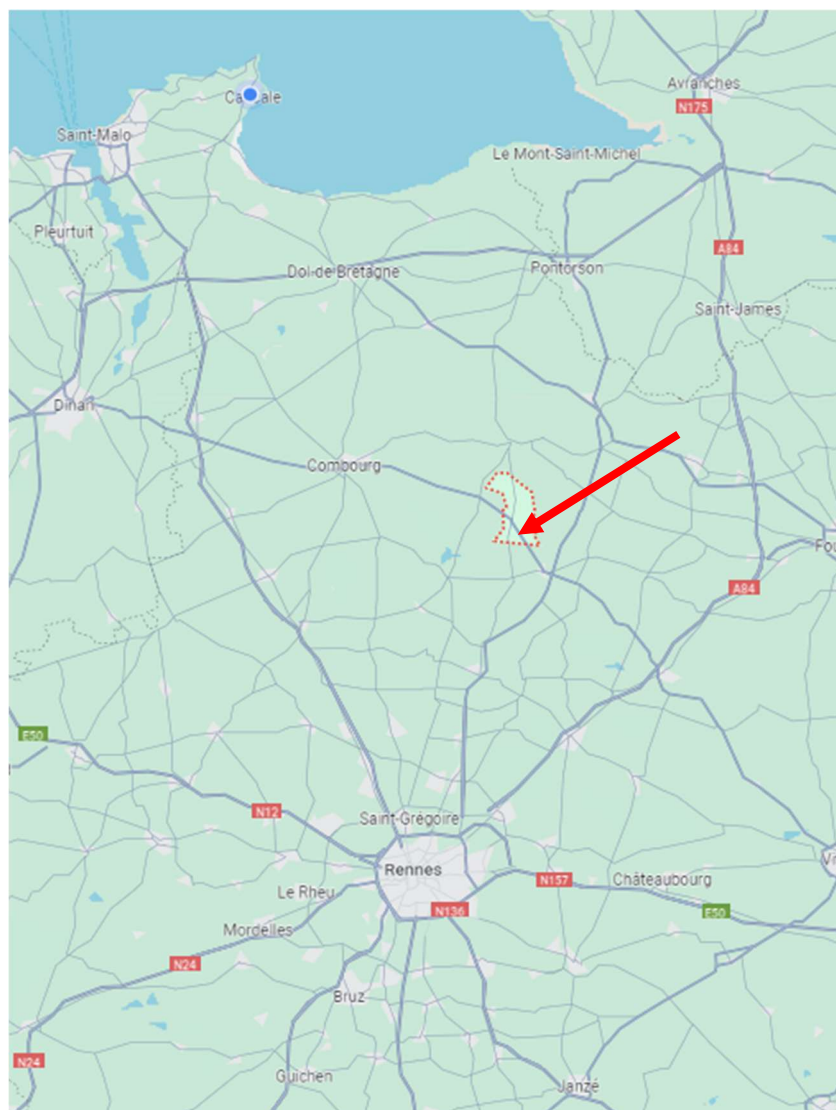 Avranches
N175
Saint-Malo
Le Mont-Saint-Michel
Pleurtuit
A84
Dol-de-Bretagne
Pontorson
Saint-James
Dinan
Combourg
A84
E50
N12
Saint-Grégoire
Rennes
Le Rheu
N157
Châteaubourg
N136
E50
Mordelles
N24
Bruz
N24
Guichen
Janzé